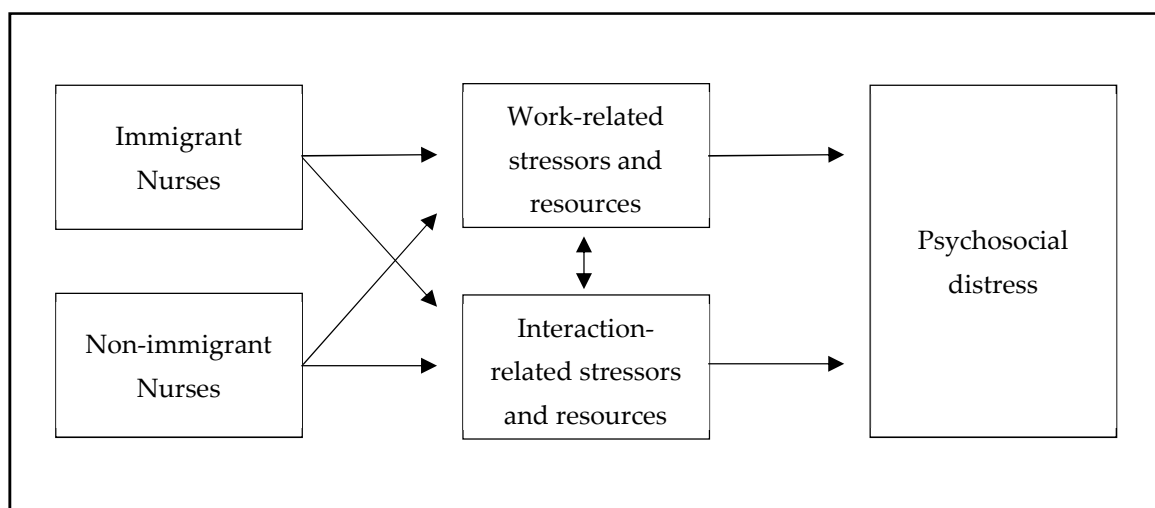 Immigrant
Nurses
Non-immigrant
Nurses
Work-related
stressors and
resources
Interaction-
related stressors
and resources
Psychosocial
distress